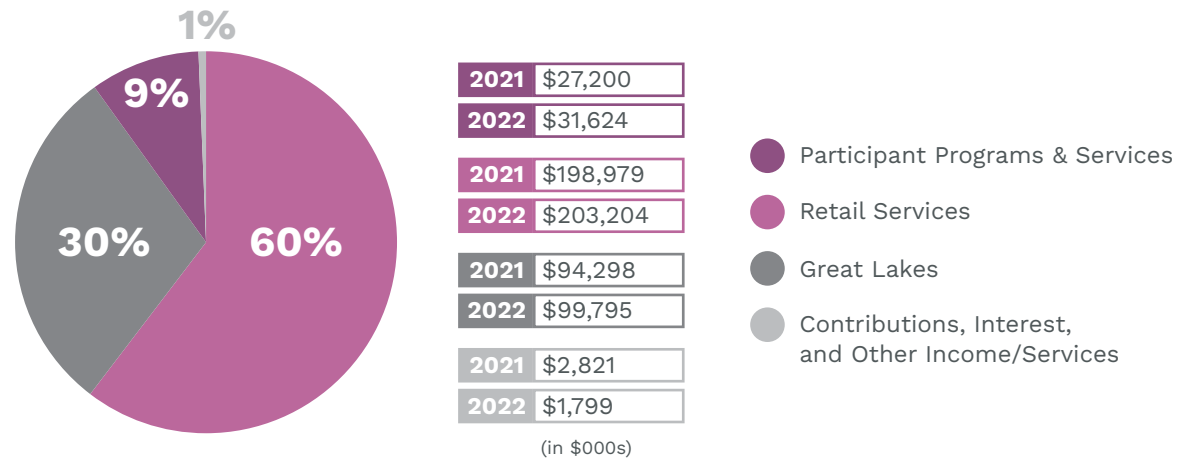 1%
9%
30%
60%
2021 $27,200
2022 $31,624
2021 $198,979
2022 $203,204
2021 $94,298
2022 $99,795
2021 $2,821
2022 $1,799
(in $000s)
Participant Programs & Services
Retail Services
Great Lakes
Contributions, Interest,
and Other Income/Services